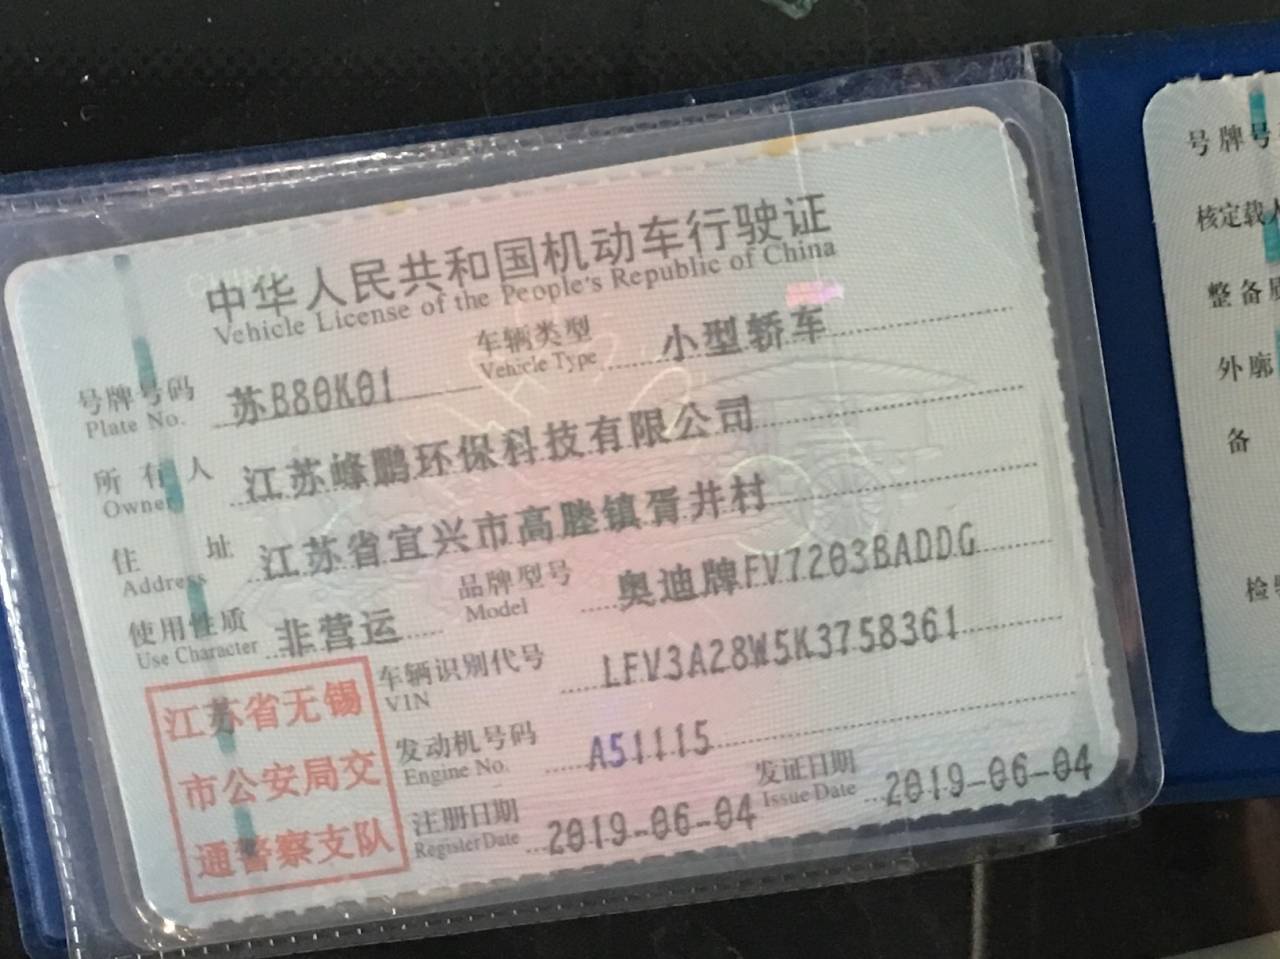 中华人民共和国机动车行驶证
Vehicle License of the People's Republic of China
号牌号码 苏B80K01 车辆类型 小型轿车
Plate No. Vehicle Type
所有人 江苏峰鹏环保科技有限公司
Owner
住址 江苏省宜兴市高塍镇胥井村
Address
使用性质 非营运 品牌型号 奥迪牌FV7203BADDG
Use Character Model
车辆识别代号 LFV3A28W5K3758361
VIN
发动机号码 A51115
Engine No.
注册日期 2019-06-04 发证日期 2019-06-04
Register Date Issue Date
江苏省无锡
市公安局交
通警察支队
号牌号
核定载人
整备质
外廓
备
检验